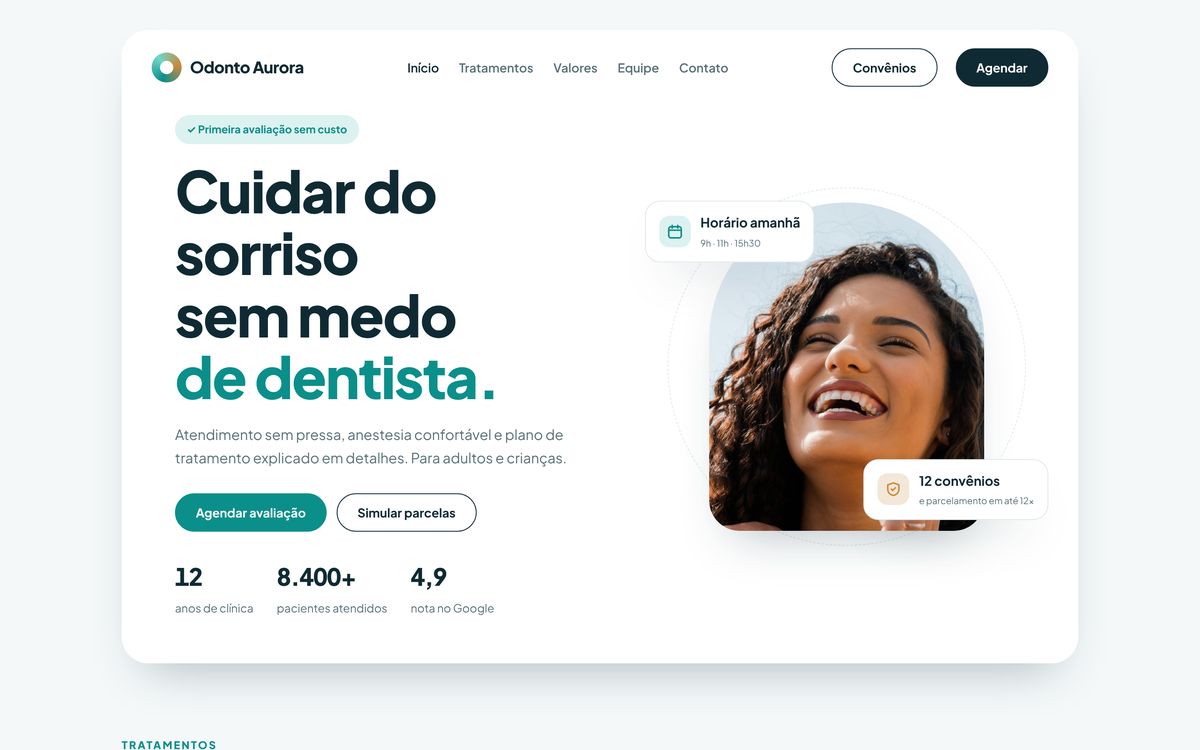 Odonto Aurora
Início
Tratamentos
Valores
Equipe
Contato
Convênios
Agendar
✓ Primeira avaliação sem custo
Cuidar do
sorriso
sem medo
de dentista.
Atendimento sem pressa, anestesia confortável e plano de
tratamento explicado em detalhes. Para adultos e crianças.
Agendar avaliação
Simular parcelas
12
anos de clínica
8.400+
pacientes atendidos
4,9
nota no Google
Horário amanhã
9h · 11h · 15h30
12 convênios
e parcelamento em até 12x
TRATAMENTOS